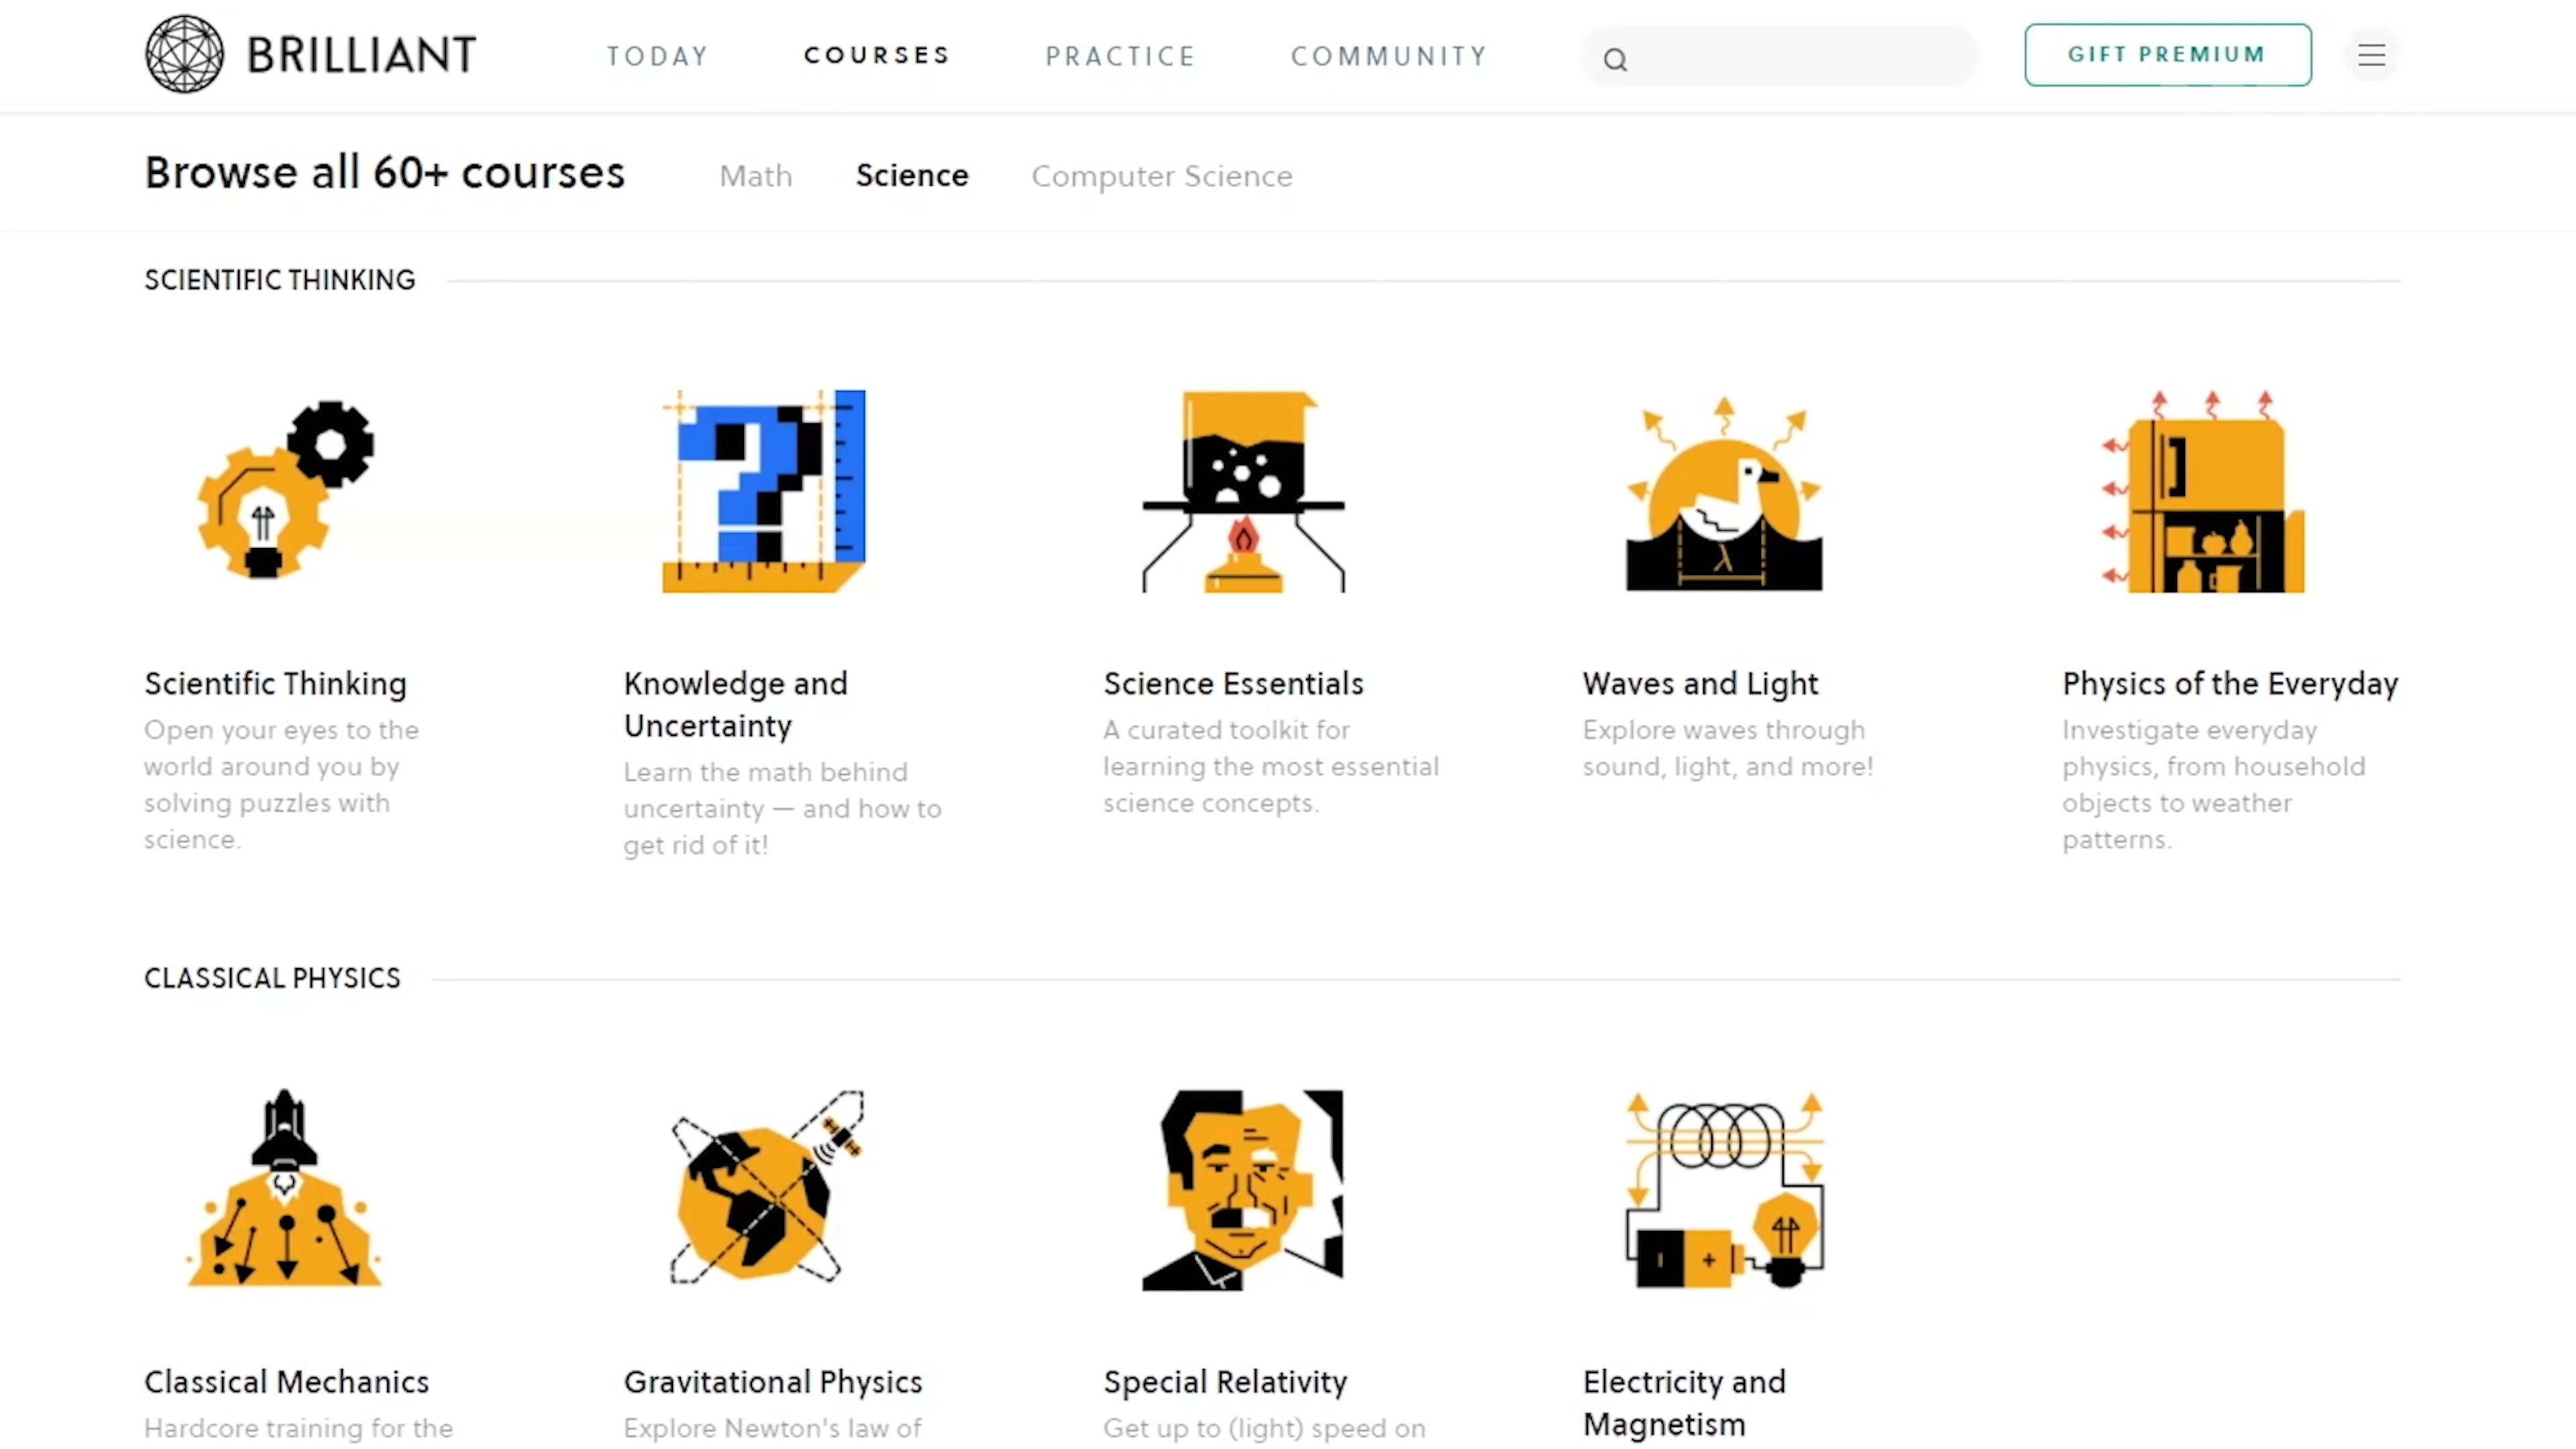 BRILLIANT
TODAY
COURSES
PRACTICE
COMMUNITY
GIFT PREMIUM
Browse all 60+ courses
Math
Science
Computer Science
SCIENTIFIC THINKING
?
λ
Scientific Thinking
Open your eyes to the
world around you by
solving puzzles with
science.
Knowledge and
Uncertainty
Learn the math behind
uncertainty — and how to
get rid of it!
Science Essentials
A curated toolkit for
learning the most essential
science concepts.
Waves and Light
Explore waves through
sound, light, and more!
Physics of the Everyday
Investigate everyday
physics, from household
objects to weather
patterns.
CLASSICAL PHYSICS
Classical Mechanics
Hardcore training for the
Gravitational Physics
Explore Newton's law of
Special Relativity
Get up to (light) speed on
Electricity and
Magnetism